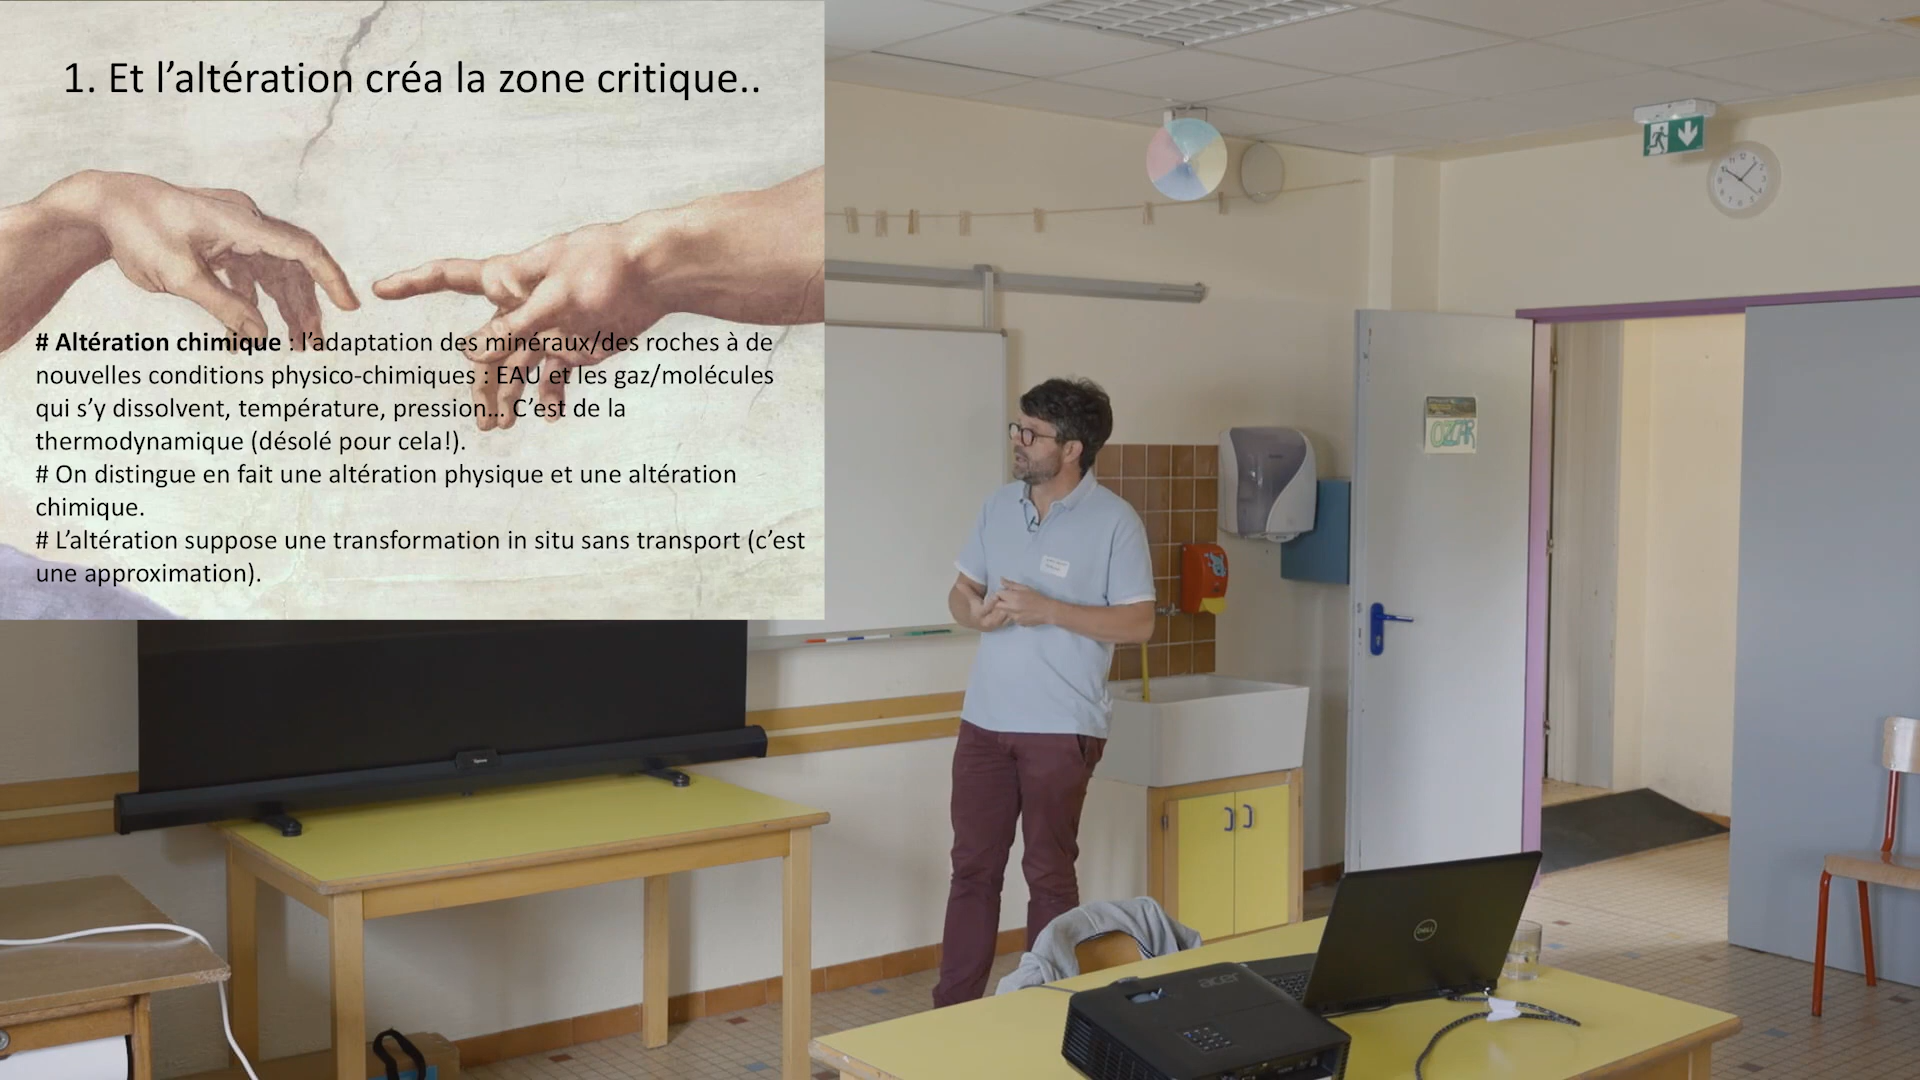 1. Et l’altération créa la zone critique..
# Altération chimique : l’adaptation des minéraux/des roches à de
nouvelles conditions physico-chimiques : EAU et les gaz/molécules
qui s’y dissolvent, température, pression... C’est de la
thermodynamique (désolé pour cela!).
# On distingue en fait une altération physique et une altération
chimique.
# L’altération suppose une transformation in situ sans transport (c’est
une approximation).
OZCAR
DELL
acer